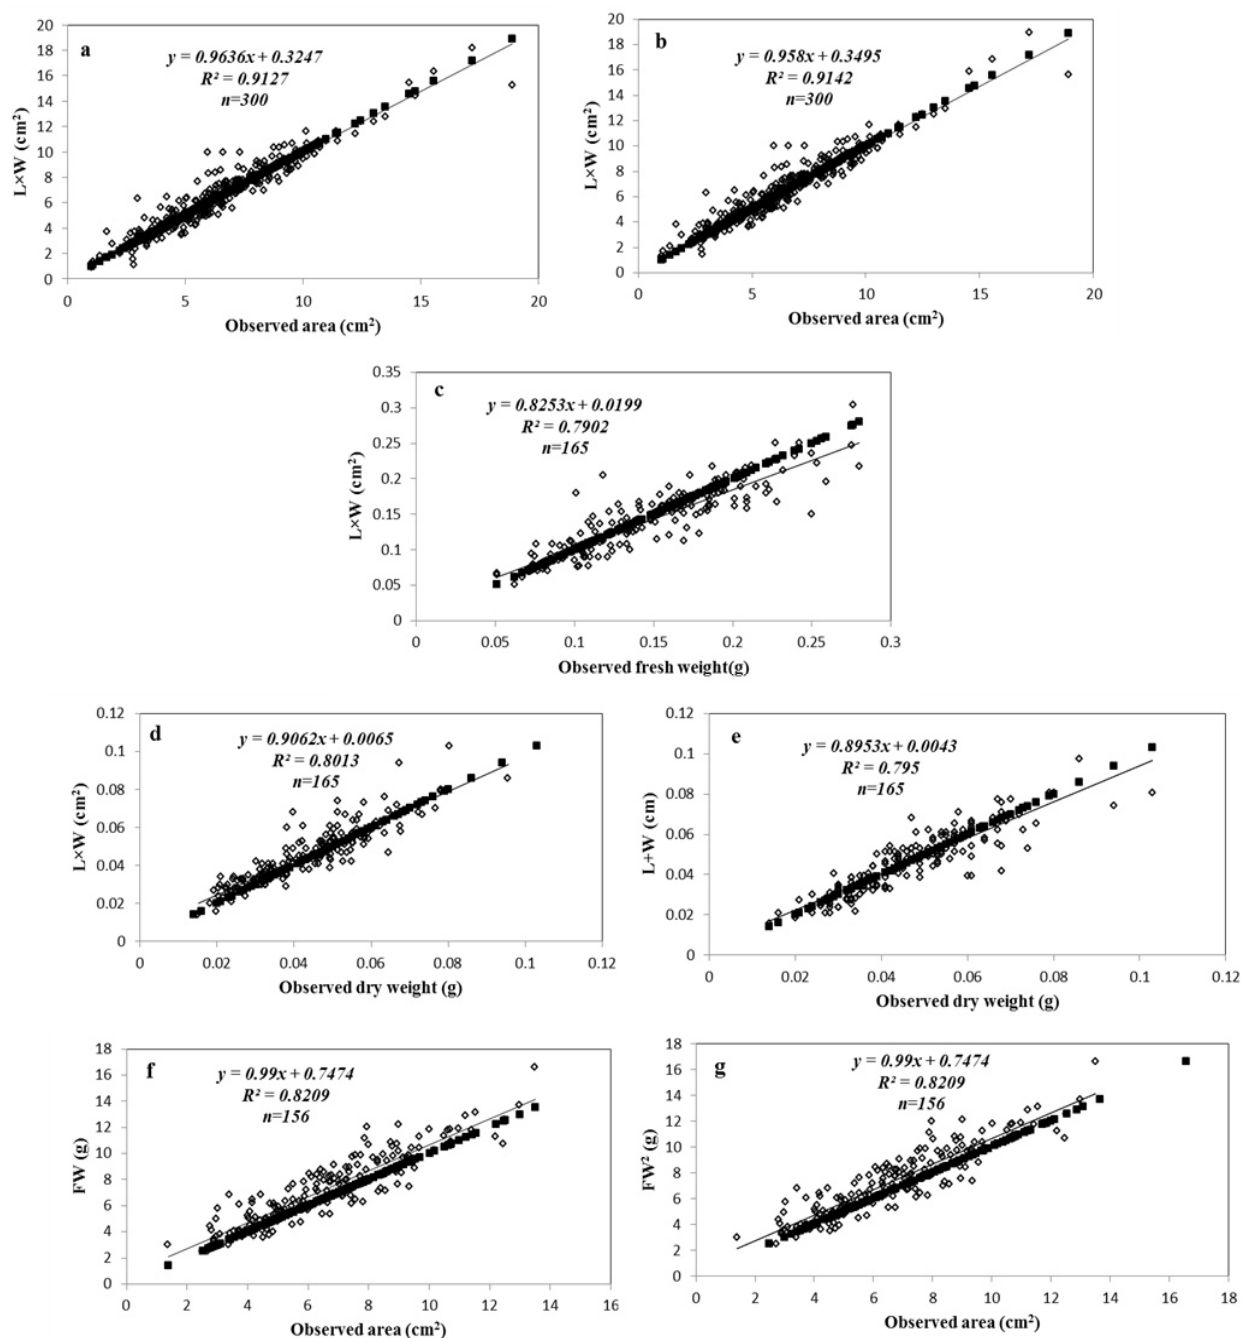 a
y = 0.9636x + 0.3247
R² = 0.9127
n=300
L×W (cm²)
20
18
16
14
12
10
8
6
4
2
0
0 5 10 15 20
Observed area (cm²)
b
y = 0.958x + 0.3495
R² = 0.9142
n=300
L×W (cm²)
20
18
16
14
12
10
8
6
4
2
0
0 5 10 15 20
Observed area (cm²)
c
y = 0.8253x + 0.0199
R² = 0.7902
n=165
L×W (cm²)
0.35
0.3
0.25
0.2
0.15
0.1
0.05
0
0 0.05 0.1 0.15 0.2 0.25 0.3
Observed fresh weight(g)
d
y = 0.9062x + 0.0065
R² = 0.8013
n=165
L×W (cm²)
0.12
0.1
0.08
0.06
0.04
0.02
0
0 0.02 0.04 0.06 0.08 0.1 0.12
Observed dry weight (g)
e
y = 0.8953x + 0.0043
R² = 0.795
n=165
L+W (cm)
0.12
0.1
0.08
0.06
0.04
0.02
0
0 0.02 0.04 0.06 0.08 0.1 0.12
Observed dry weight (g)
f
y = 0.99x + 0.7474
R² = 0.8209
n=156
FW (g)
18
16
14
12
10
8
6
4
2
0
0 2 4 6 8 10 12 14 16
Observed area (cm²)
g
y = 0.99x + 0.7474
R² = 0.8209
n=156
FW² (g)
18
16
14
12
10
8
6
4
2
0
0 2 4 6 8 10 12 14 16 18
Observed area (cm²)